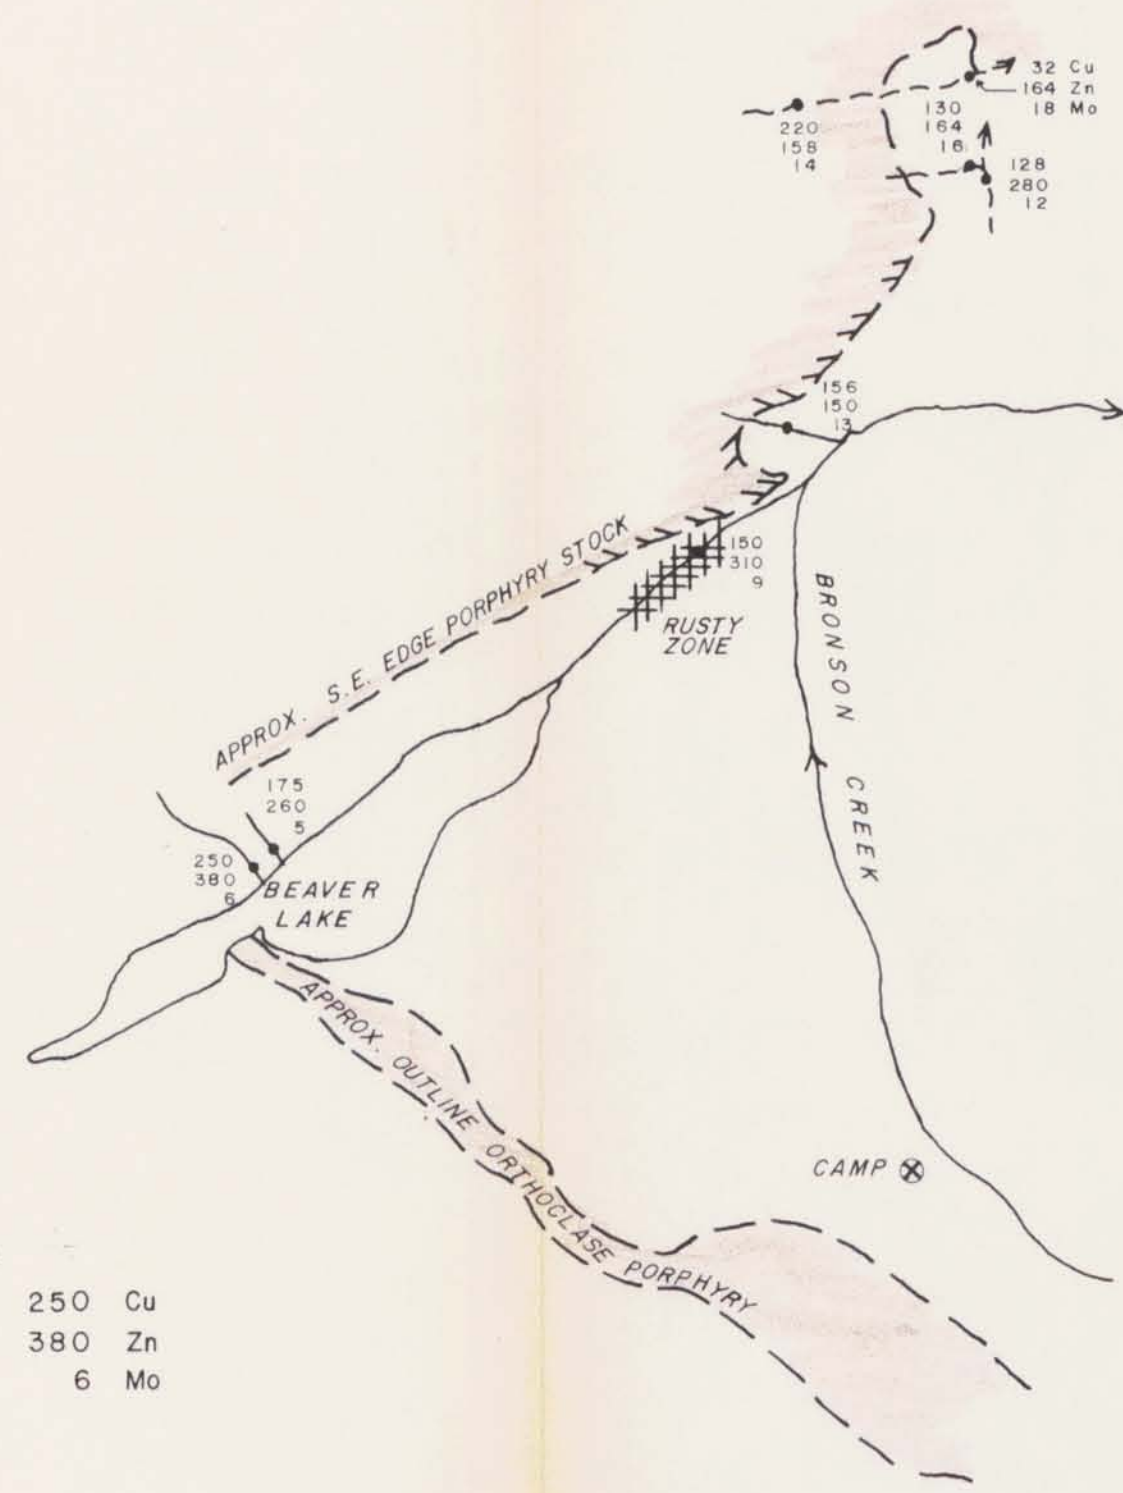 32 Cu
164 Zn
18 Mo
220
158
14
130
164
16
128
280
12
156
150
13
APPROX. S.E. EDGE PORPHYRY STOCK
150
310
9
RUSTY
ZONE
BRONSON CREEK
175
260
5
250
380
6
BEAVER
LAKE
APPROX. OUTLINE ORTHOCLASE PORPHYRY
CAMP
250 Cu
380 Zn
6 Mo